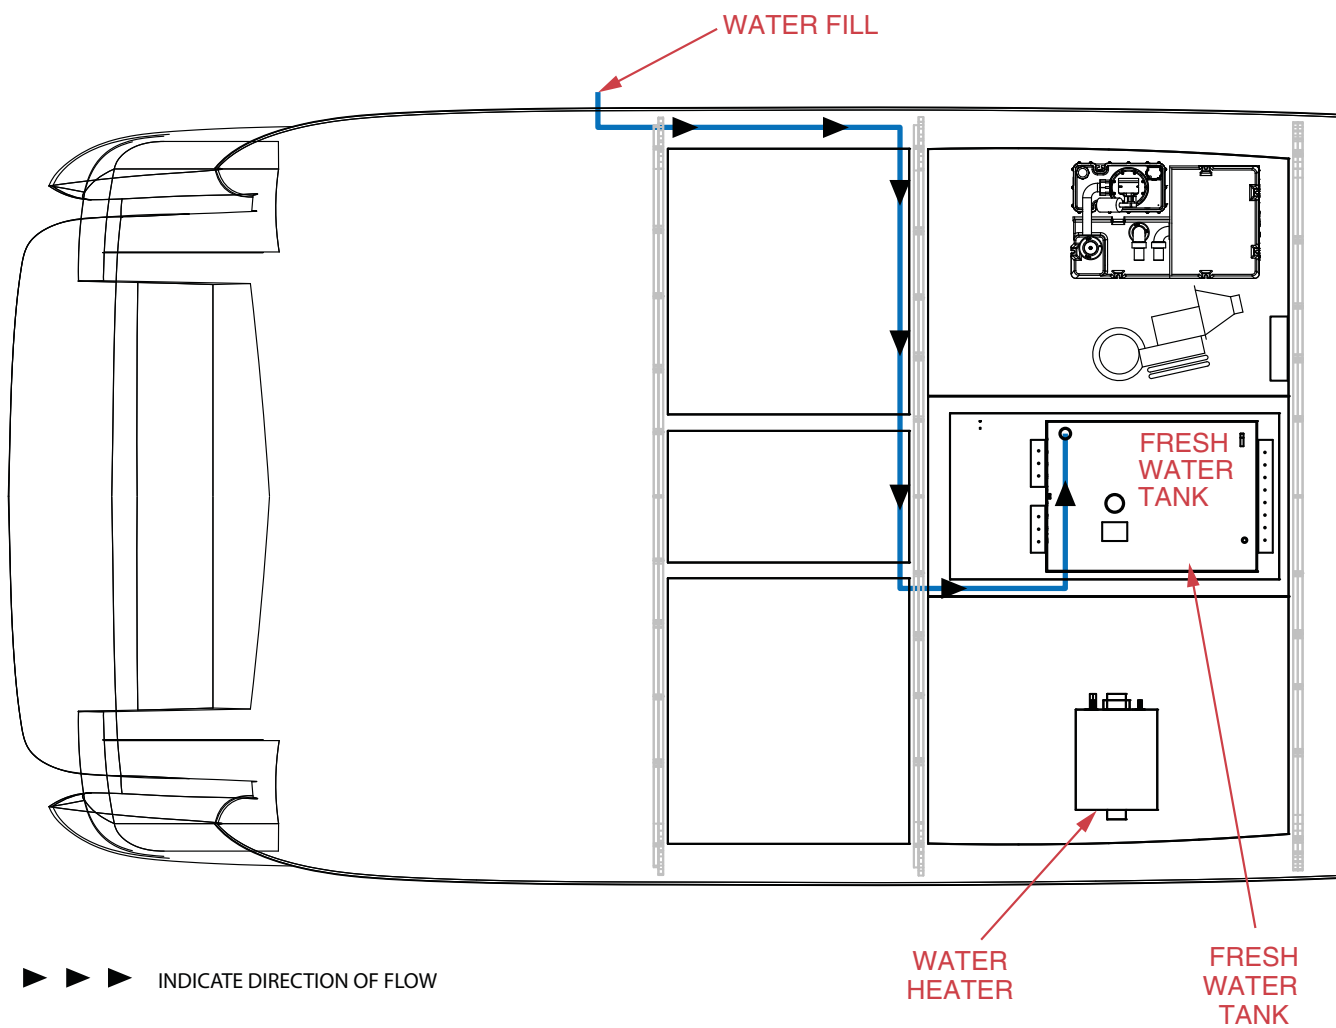 WATER FILL
FRESH
WATER
TANK
WATER
HEATER
FRESH
WATER
TANK
INDICATE DIRECTION OF FLOW